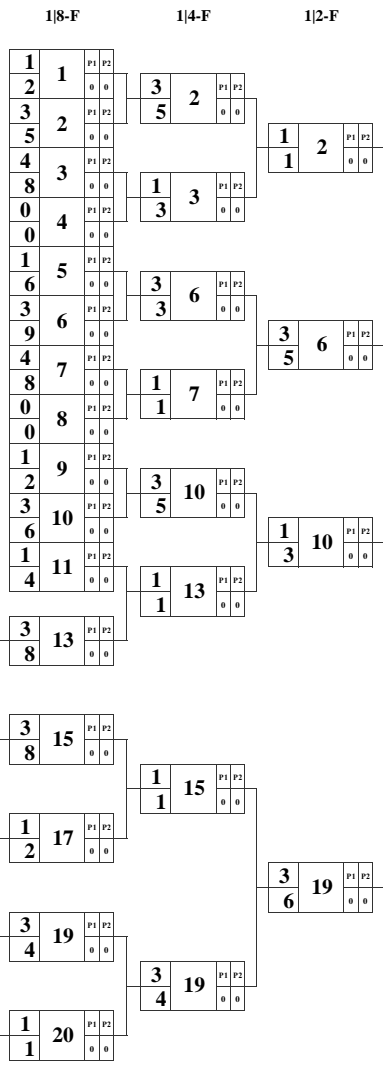 1|8-F 1|4-F 1|2-F
1 1 P1 P2
2 0 0
3 2 P1 P2
5 0 0
4 3 P1 P2
8 0 0
0 4 P1 P2
0 0 0
1 5 P1 P2
6 0 0
3 6 P1 P2
9 0 0
4 7 P1 P2
8 0 0
0 8 P1 P2
0 0 0
1 9 P1 P2
2 0 0
3 10 P1 P2
6 0 0
1 11 P1 P2
4 0 0
3 13 P1 P2
8 0 0
3 15 P1 P2
8 0 0
1 17 P1 P2
2 0 0
3 19 P1 P2
4 0 0
1 20 P1 P2
1 0 0
3 2 P1 P2
5 0 0
1 3 P1 P2
3 0 0
3 6 P1 P2
3 0 0
1 7 P1 P2
1 0 0
3 10 P1 P2
5 0 0
1 13 P1 P2
1 0 0
1 15 P1 P2
1 0 0
3 19 P1 P2
4 0 0
1 2 P1 P2
1 0 0
3 6 P1 P2
5 0 0
1 10 P1 P2
3 0 0
3 19 P1 P2
6 0 0